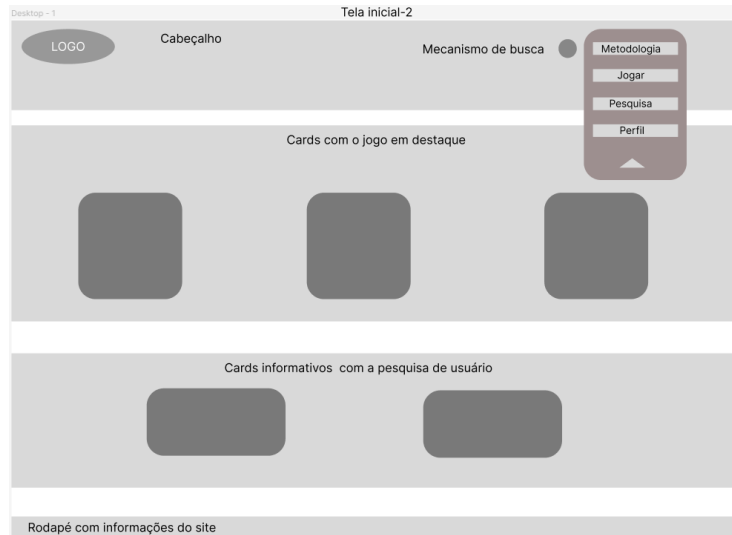 Desktop - 1
Tela inicial-2
LOGO
Cabeçalho
Mecanismo de busca
Metodologia
Jogar
Pesquisa
Perfil
Cards com o jogo em destaque
Cards informativos com a pesquisa de usuário
Rodapé com informações do site